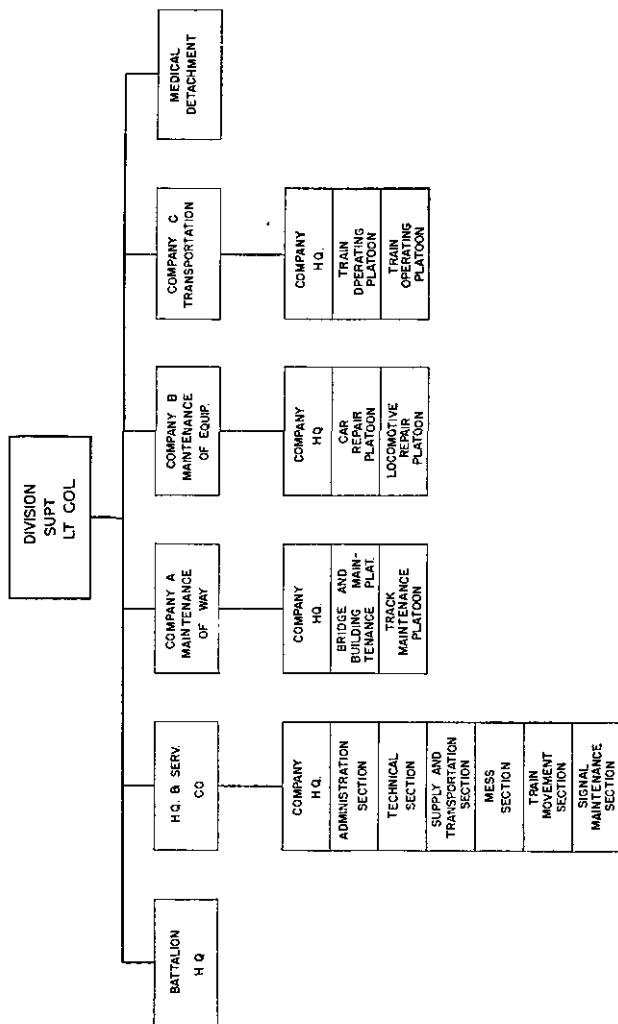 DIVISION
SUPT
LT COL
BATTALION
HQ
HQ. & SERV.
CO
COMPANY A
MAINTENANCE
OF WAY
COMPANY B
MAINTENANCE
OF EQUIP.
COMPANY C
TRANSPORTATION
MEDICAL
DETACHMENT
COMPANY
HQ.
ADMINISTRATION
SECTION
TECHNICAL
SECTION
SUPPLY AND
TRANSPORTATION
SECTION
MESS
SECTION
TRAIN
MOVEMENT
SECTION
SIGNAL
MAINTENANCE
SECTION
COMPANY
HQ.
BRIDGE AND
BUILDING MAIN-
TENANCE PLAT.
TRACK
MAINTENANCE
PLATOON
COMPANY
HQ
CAR
REPAIR
PLATOON
LOCOMOTIVE
REPAIR
PLATOON
COMPANY
HQ.
TRAIN
OPERATING
PLATOON
TRAIN
OPERATING
PLATOON